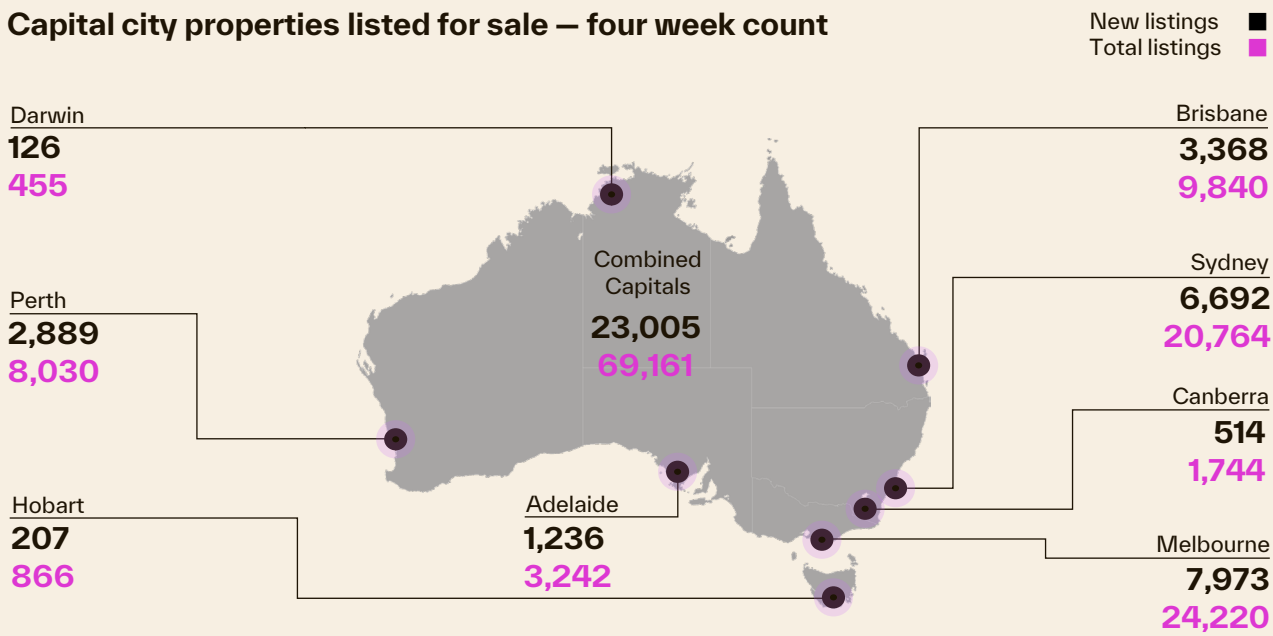 Capital city properties listed for sale — four week count
New listings
Total listings
Darwin
126
455
Brisbane
3,368
9,840
Combined
Capitals
23,005
69,161
Sydney
6,692
20,764
Perth
2,889
8,030
Canberra
514
1,744
Hobart
207
866
Adelaide
1,236
3,242
Melbourne
7,973
24,220